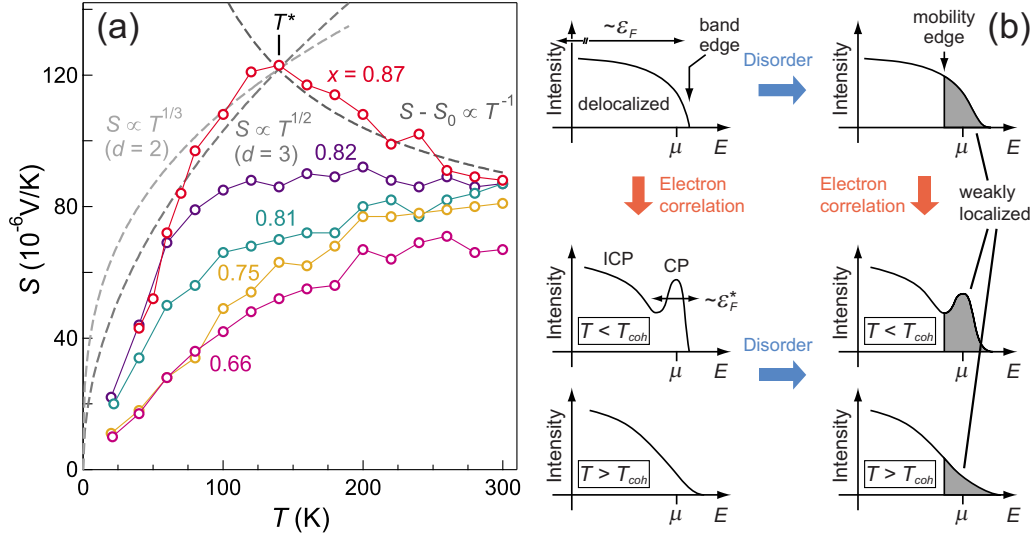 (a)
T*
x = 0.87
S ∝ T^1/3
(d = 2)
S ∝ T^1/2
(d = 3)
S – S₀ ∝ T^-1
0.82
0.81
0.75
0.66
S (10^-6 V/K)
120
80
40
0
0
100
200
300
T (K)
(b)
~εF
band
edge
Intensity
delocalized
μ
E
Disorder
mobility
edge
Intensity
μ
E
Electron
correlation
Electron
correlation
weakly
localized
Intensity
ICP
CP
~εF*
T < Tcoh
μ
E
Disorder
Intensity
T < Tcoh
μ
E
Intensity
T > Tcoh
μ
E
Intensity
T > Tcoh
μ
E